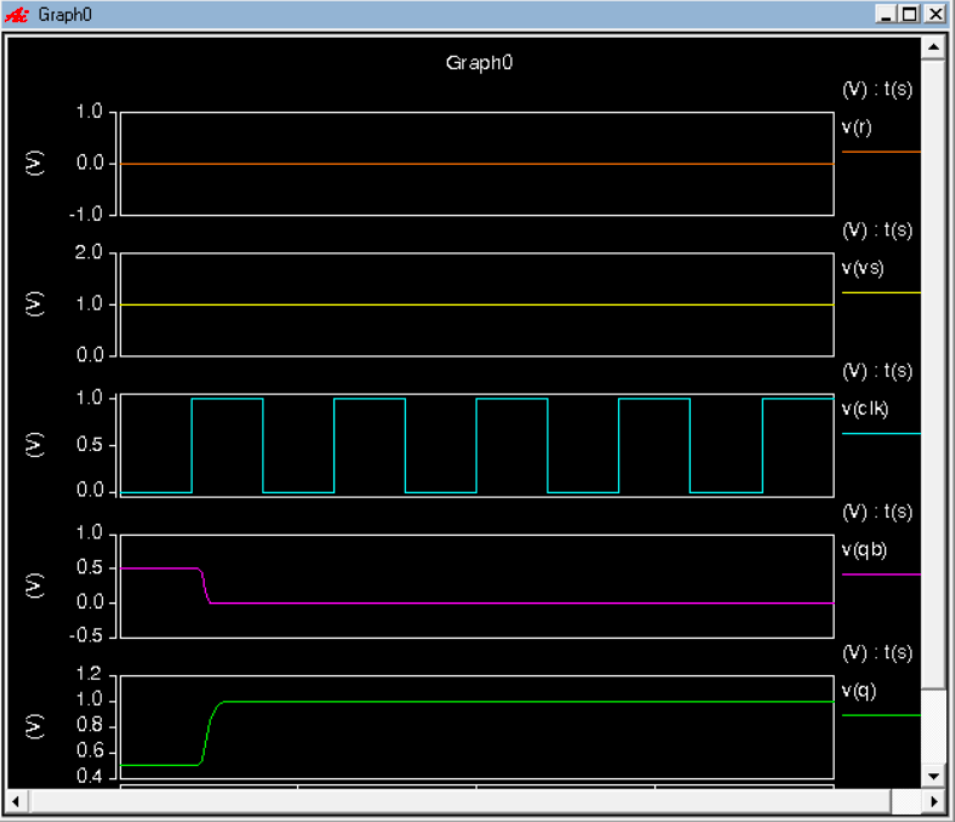 Graph0
Graph0
(V) : t(s)
v(r)
(V)
1.0
0.0
-1.0
(V) : t(s)
v(vs)
(V)
2.0
1.0
0.0
(V) : t(s)
v(clk)
(V)
1.0
0.5
0.0
(V) : t(s)
v(qb)
(V)
1.0
0.5
0.0
-0.5
(V) : t(s)
v(q)
(V)
1.2
1.0
0.8
0.6
0.4